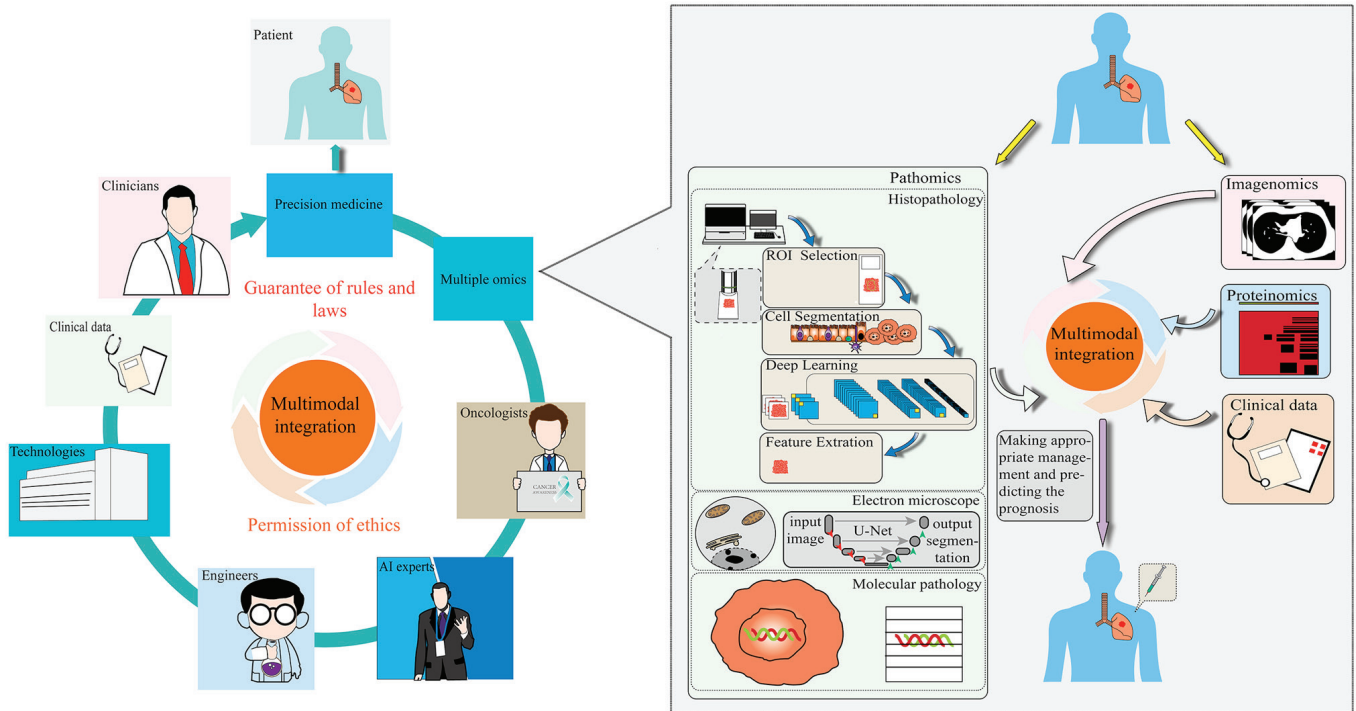 Patient
Clinicians
Precision medicine
Multiple omics
Guarantee of rules and
laws
Clinical data
Multimodal
integration
Oncologists
CANCER
AWARENESS
Technologies
Permission of ethics
Engineers
AI experts
Pathomics
Histopathology
ROI Selection
Cell Segmentation
Deep Learning
Feature Extration
Electron microscope
input
image
U-Net
output
segmen-
tation
Molecular pathology
Imagenomics
Proteinomics
Multimodal
integration
Clinical data
Making appro-
priate manage-
ment and pre-
dicting the
prognosis